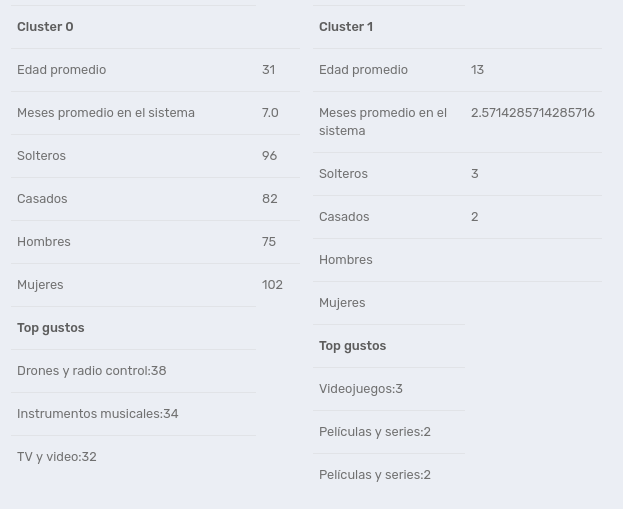 Cluster 0
Edad promedio 31
Meses promedio en el sistema 7.0
Solteros 96
Casados 82
Hombres 75
Mujeres 102
Top gustos
Drones y radio control:38
Instrumentos musicales:34
TV y video:32
Cluster 1
Edad promedio 13
Meses promedio en el 2.5714285714285716
sistema
Solteros 3
Casados 2
Hombres
Mujeres
Top gustos
Videojuegos:3
Películas y series:2
Películas y series:2